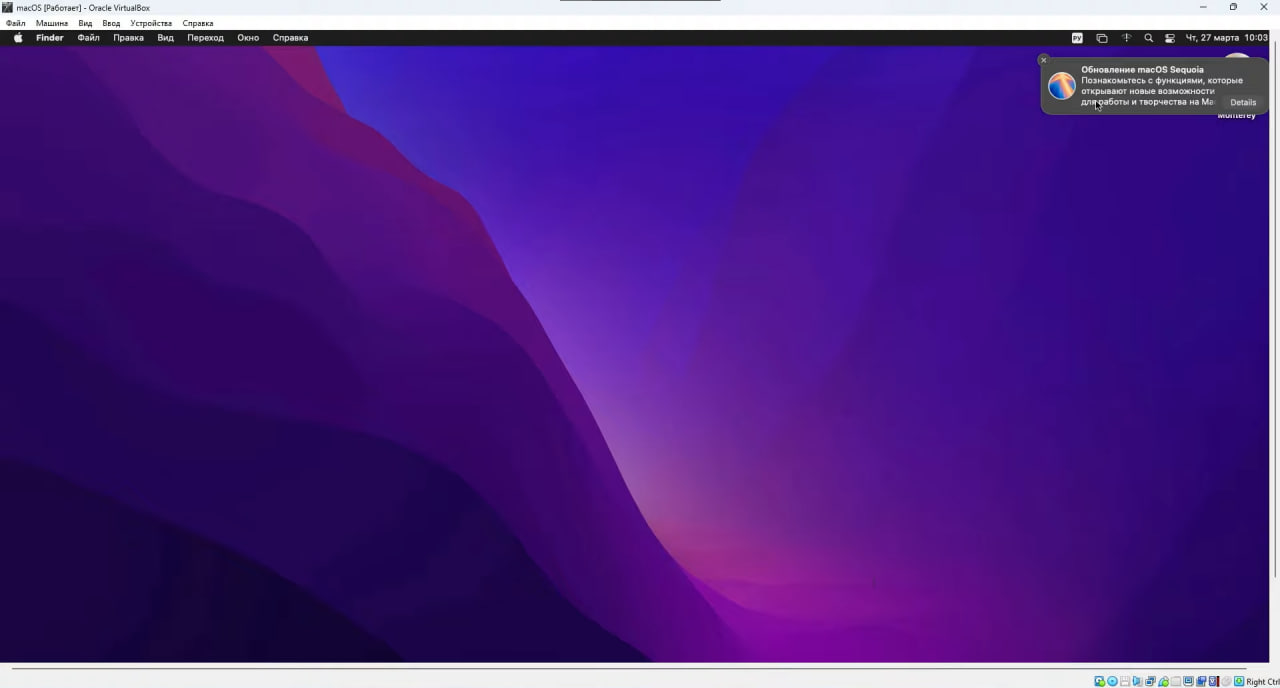 macOS [Работает] - Oracle VirtualBox
Файл Машина Вид Ввод Устройства Справка
Finder Файл Правка Вид Переход Окно Справка РУ Чт, 27 марта 10:03
Обновление macOS Sequoia
Познакомьтесь с функциями, которые
открывают новые возможности
для работы и творчества на Ma
Details
Monterey
Right Ctrl